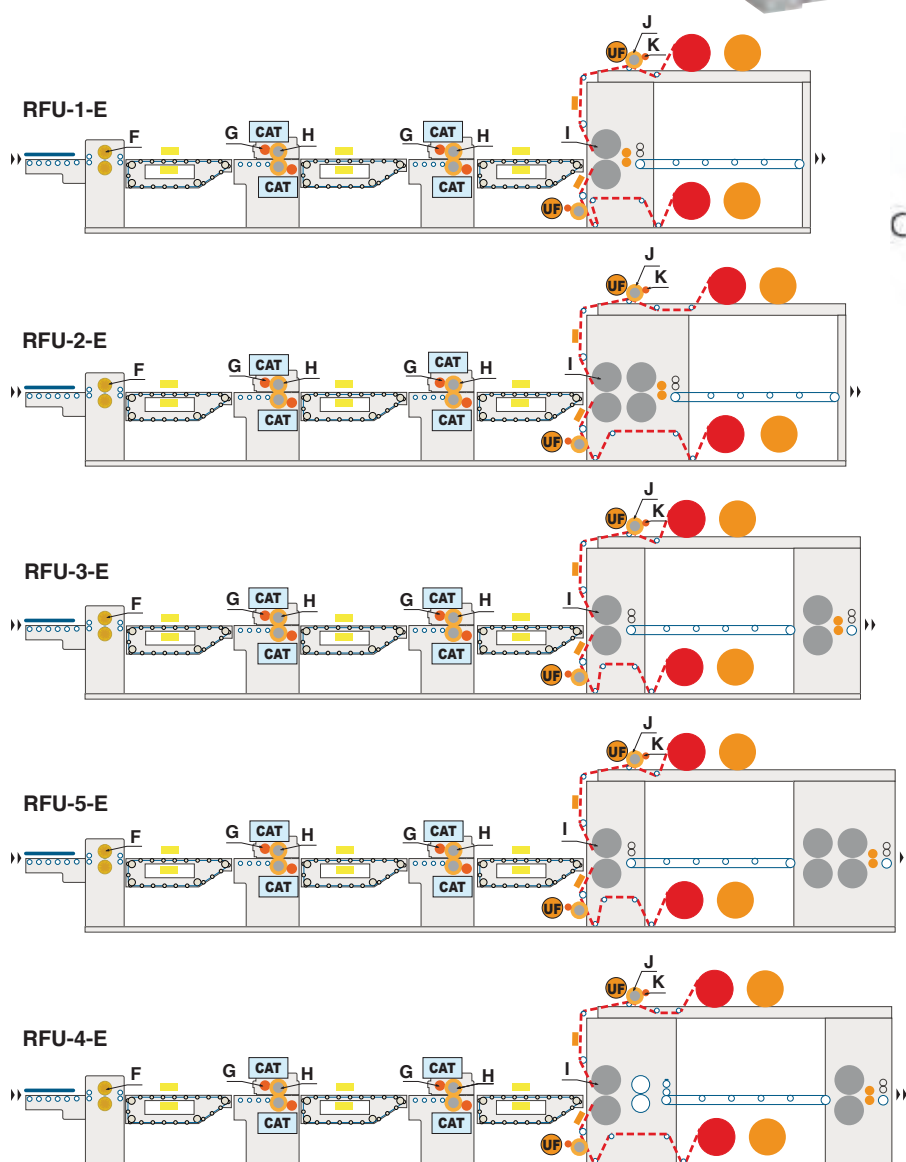 J
UF K
RFU-1-E
F G CAT H G CAT H I
CAT CAT
UF
J
UF K
RFU-2-E
F G CAT H G CAT H I
CAT CAT
UF
J
UF K
RFU-3-E
F G CAT H G CAT H I
CAT CAT
UF
J
UF K
RFU-5-E
F G CAT H G CAT H I
CAT CAT
UF
J
UF K
RFU-4-E
F G CAT H G CAT H I
CAT CAT
UF